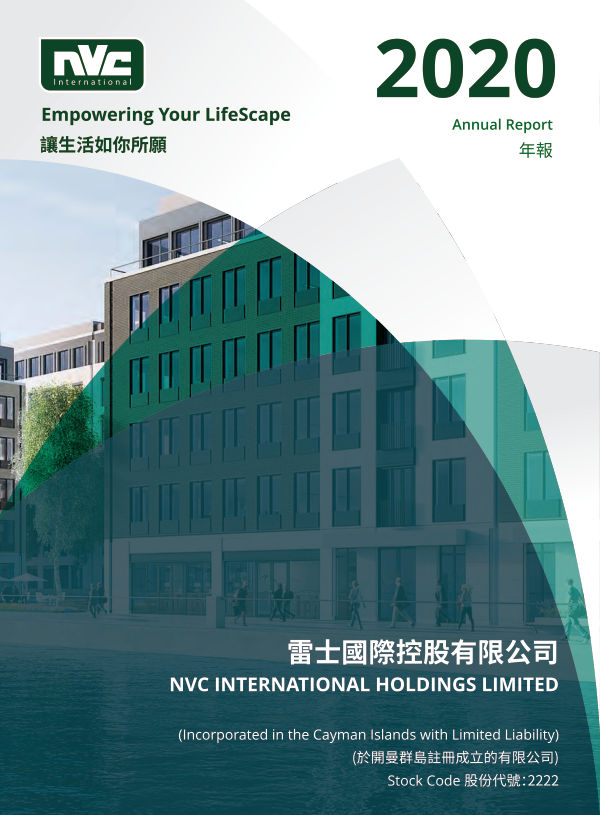 nvc
International
Empowering Your LifeScape
讓生活如你所願
2020
Annual Report
年報
雷士國際控股有限公司
NVC INTERNATIONAL HOLDINGS LIMITED
(Incorporated in the Cayman Islands with Limited Liability)
(於開曼群島註冊成立的有限公司)
Stock Code 股份代號：2222